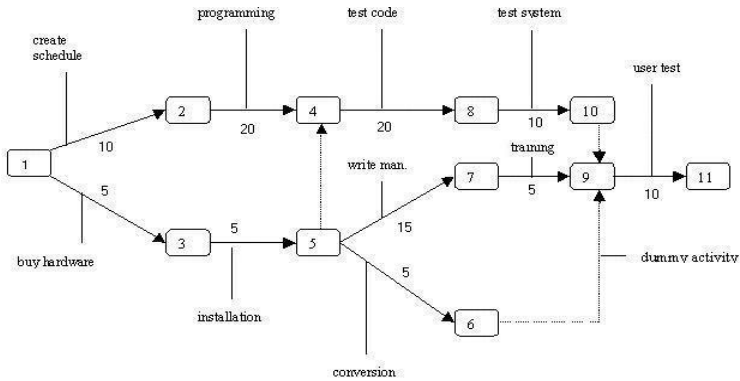 programming
test code
test system
create
schedule
user test
2
4
8
10
20
20
10
10
1
write man.
7
training
9
11
5
5
10
15
3
5
5
5
buy hardware
installation
6
dummy activity
conversion